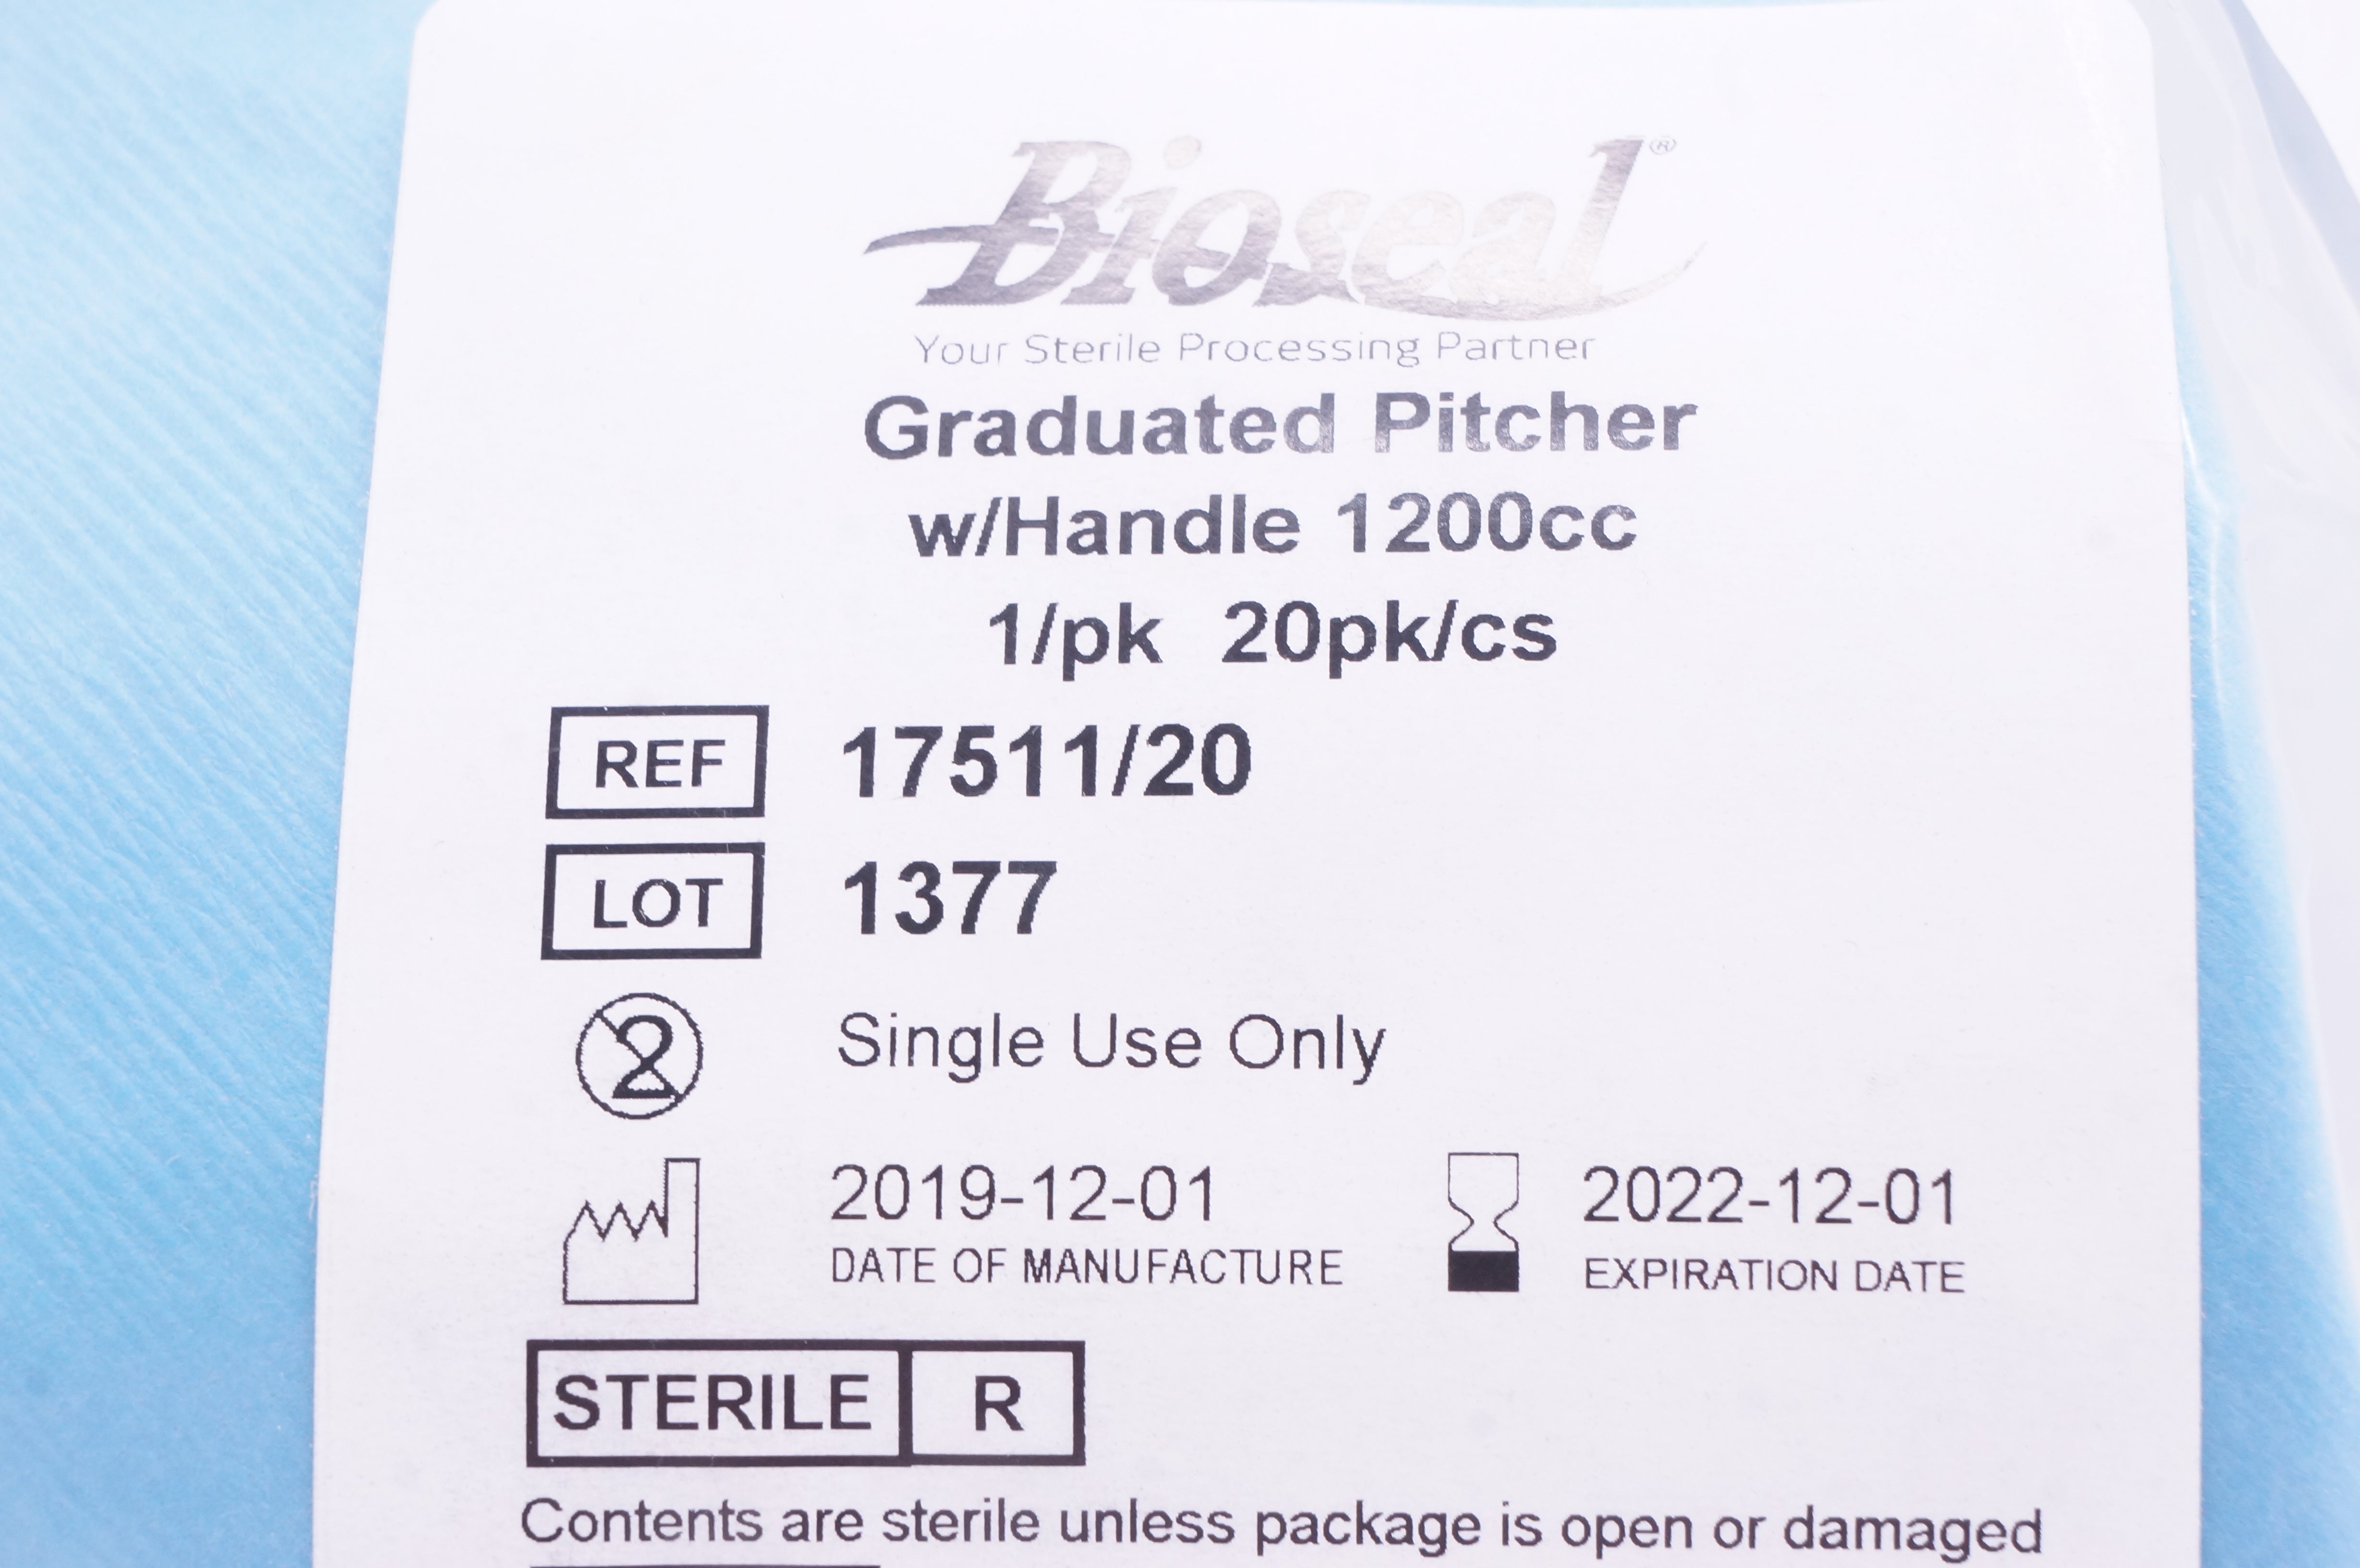 Bioseal®
Your Sterile Processing Partner
Graduated Pitcher
w/Handle 1200cc
1/pk 20pk/cs
REF 17511/20
LOT 1377
2 Single Use Only
2019-12-01 2022-12-01
DATE OF MANUFACTURE EXPIRATION DATE
STERILE R
Contents are sterile unless package is open or damaged